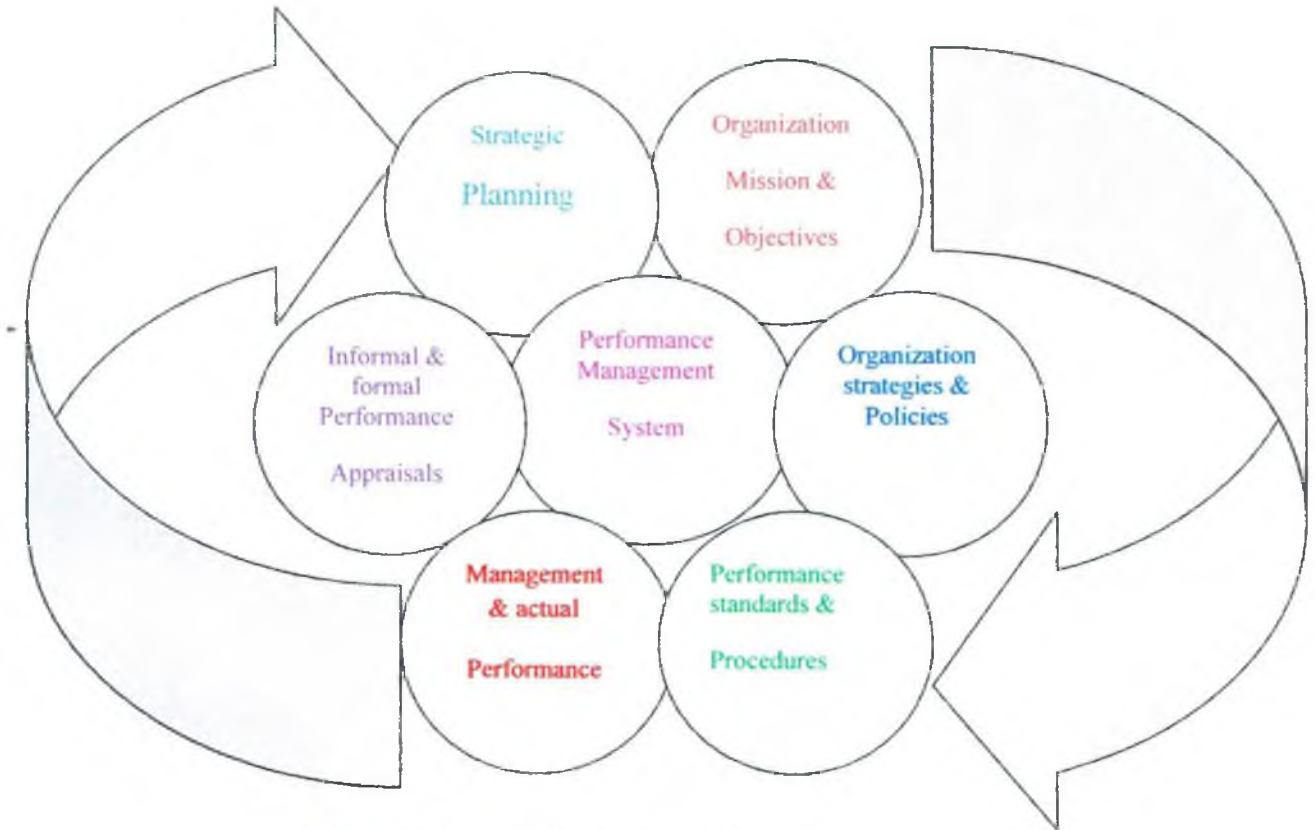 Strategic
Planning
Organization
Mission &
Objectives
Informal &
formal
Performance
Appraisals
Performance
Management
System
Organization
strategies &
Policies
Management
& actual
Performance
Performance
standards &
Procedures